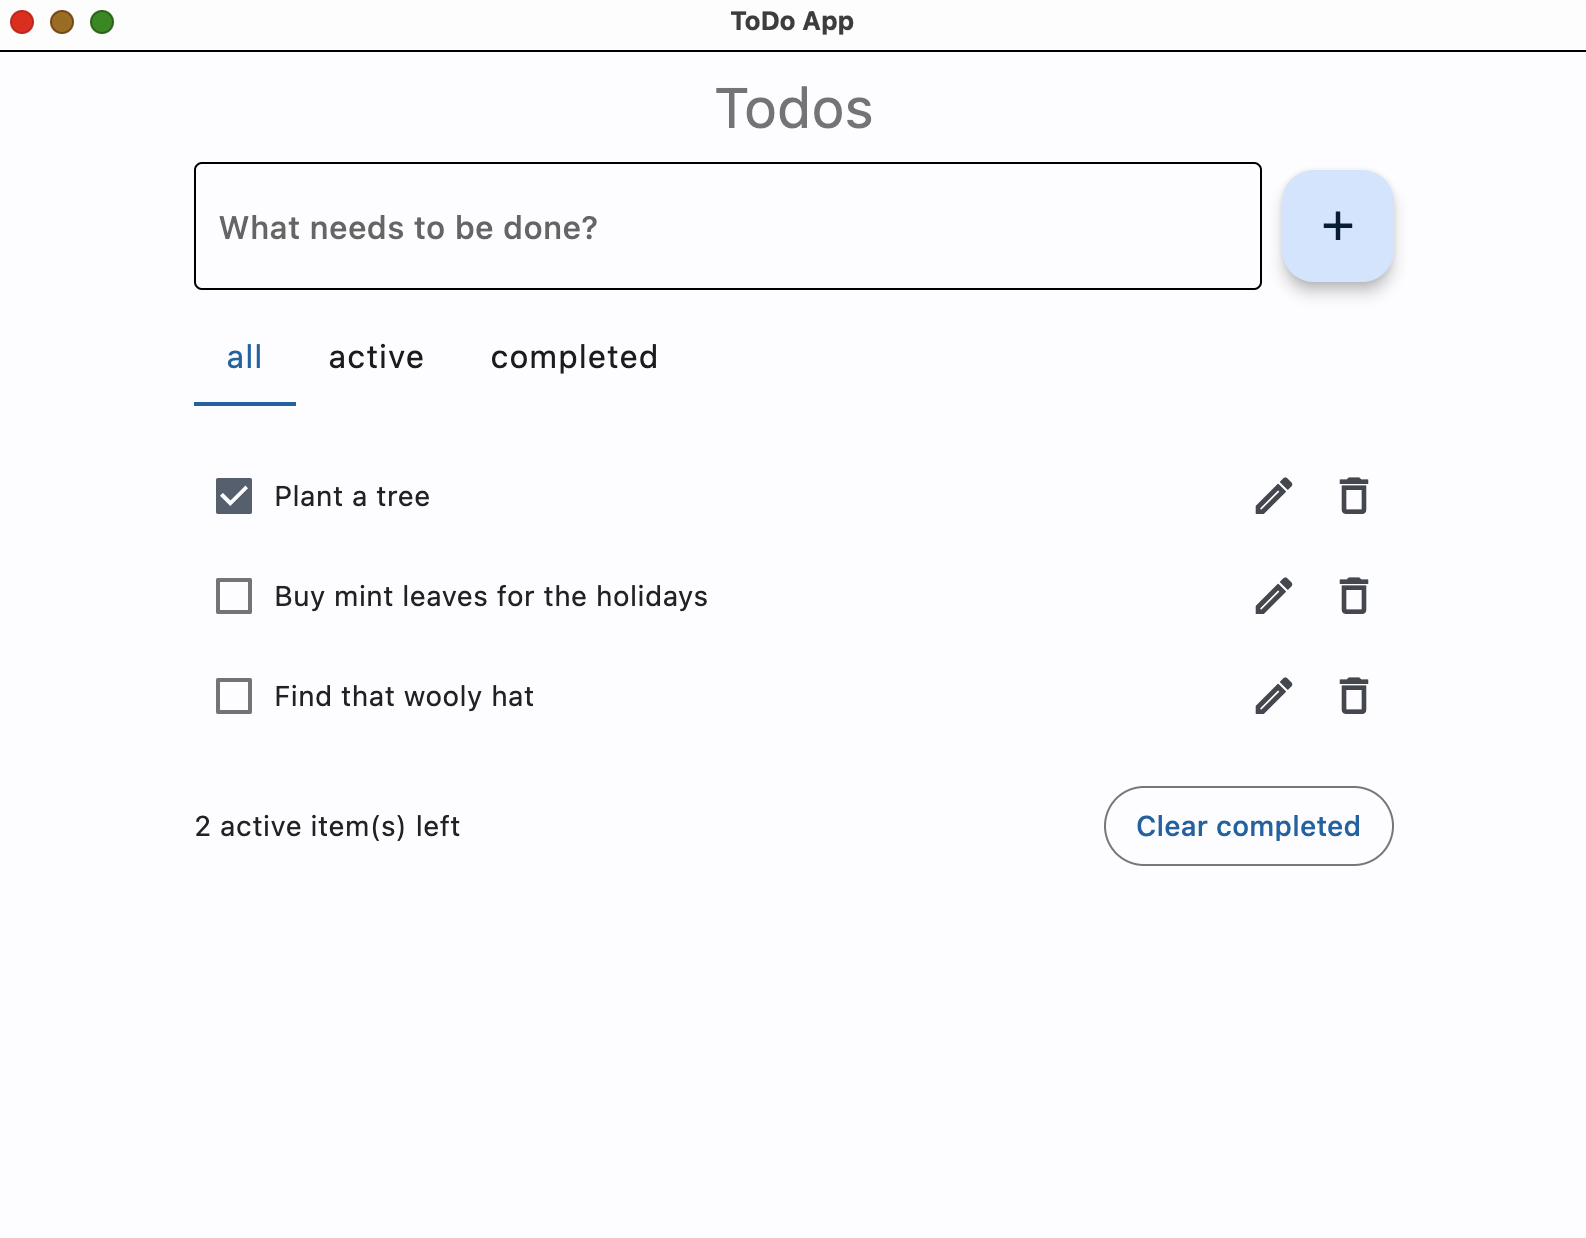 ToDo App
Todos
What needs to be done?
all active completed
Plant a tree
Buy mint leaves for the holidays
Find that wooly hat
2 active item(s) left Clear completed